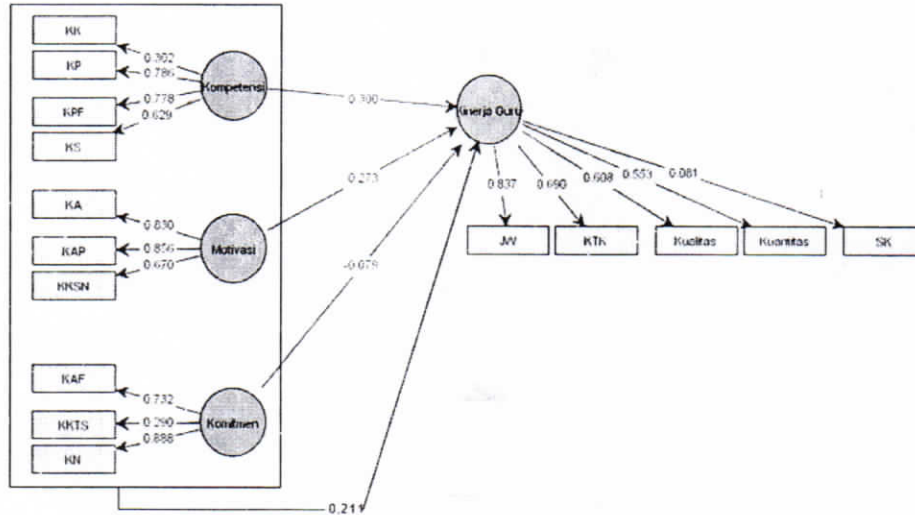 KK
0.302
KP
0.786
Kompetensi
KPF
0.778
KS
0.629
0.300
Kinerja Guru
KA
0.830
KAP
0.856
Motivasi
KKSN
0.670
0.273
0.837
0.690
0.608
0.553
0.081
JW
KTK
Kualitas
Kuantitas
SK
-0.079
KAF
0.732
KKTS
0.290
Komitmen
KN
0.888
0.211